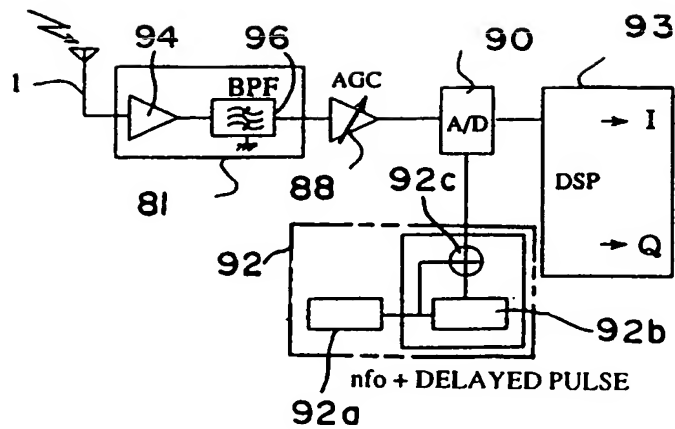 94
96
90
93
1
BPF
AGC
A/D
I
DSP
Q
81
88
92c
92
92b
nfo + DELAYED PULSE
92a